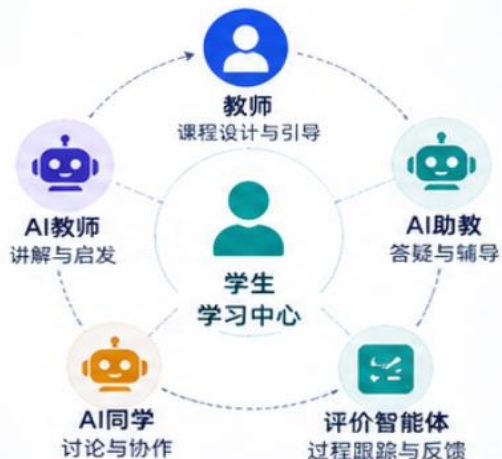 教师
课程设计与引导
AI教师
讲解与启发
AI助教
答疑与辅导
学生
学习中心
AI同学
讨论与协作
评价智能体
过程跟踪与反馈